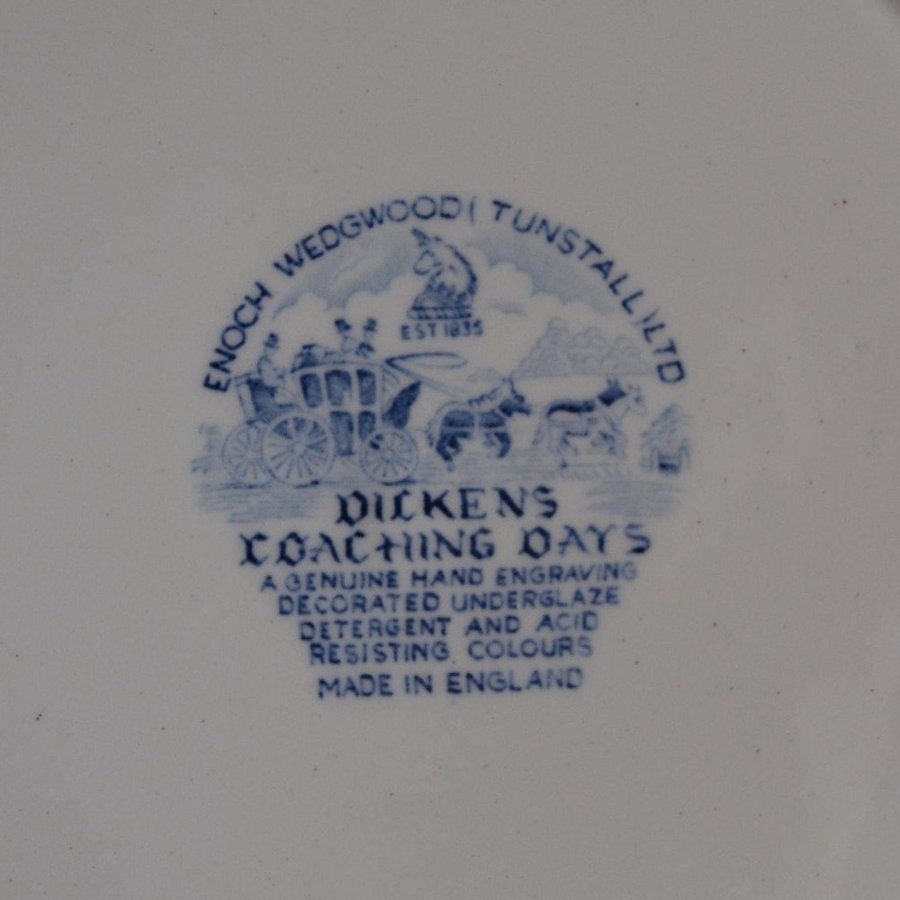 ENOCH WEDGWOOD (TUNSTALL) LTD
EST 1835
DICKENS
COACHING DAYS
A GENUINE HAND ENGRAVING
DECORATED UNDERGLAZE
DETERGENT AND ACID
RESISTING COLOURS
MADE IN ENGLAND